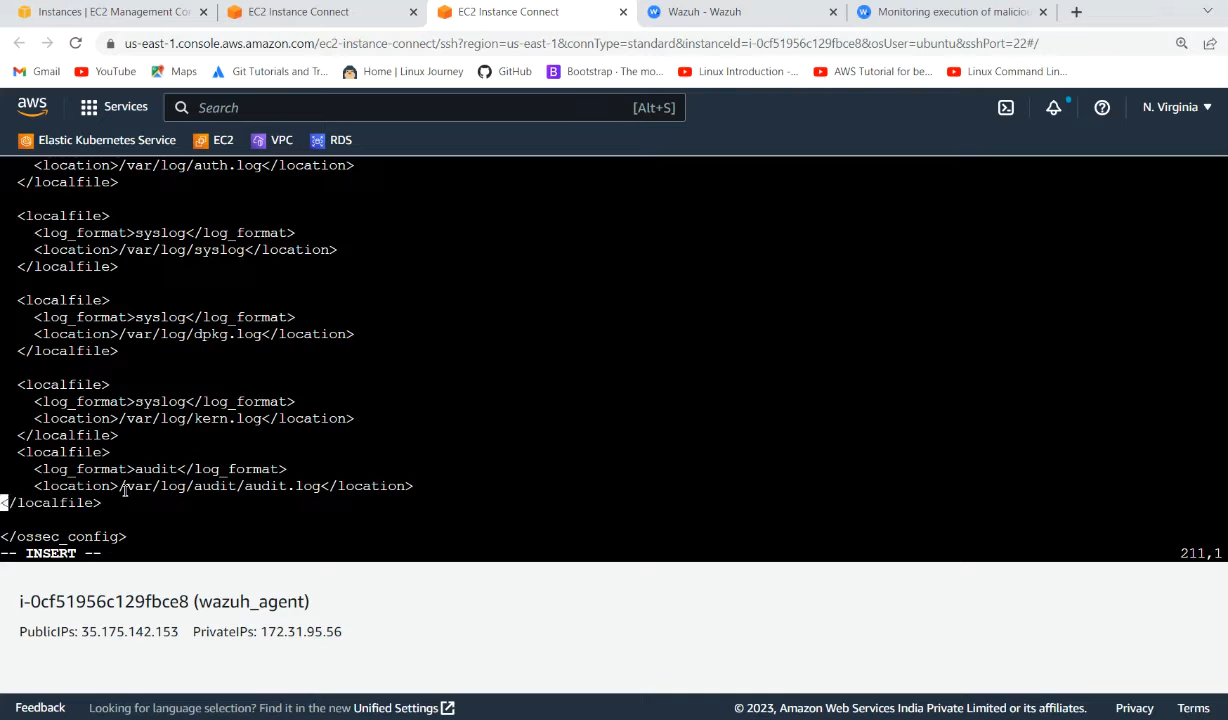 Instances | EC2 Management Con
EC2 Instance Connect
EC2 Instance Connect
Wazuh - Wazuh
Monitoring execution of maliciou
us-east-1.console.aws.amazon.com/ec2-instance-connect/ssh?region=us-east-1&connType=standard&instanceId=i-0cf51956c129fbce8&osUser=ubuntu&sshPort=22#/
Gmail
YouTube
Maps
Git Tutorials and Tr...
Home | Linux Journey
GitHub
Bootstrap · The mo...
Linux Introduction -...
AWS Tutorial for be...
Linux Command Lin...
aws
Services
Search
[Alt+S]
N. Virginia
Elastic Kubernetes Service
EC2
VPC
RDS
<location>/var/log/auth.log</location>
</localfile>
<localfile>
<log_format>syslog</log_format>
<location>/var/log/syslog</location>
</localfile>
<localfile>
<log_format>syslog</log_format>
<location>/var/log/dpkg.log</location>
</localfile>
<localfile>
<log_format>syslog</log_format>
<location>/var/log/kern.log</location>
</localfile>
<localfile>
<log_format>audit</log_format>
<location>/var/log/audit/audit.log</location>
</localfile>
</ossec_config>
-- INSERT --
211,1
i-0cf51956c129fbce8 (wazuh_agent)
PublicIPs: 35.175.142.153 PrivateIPs: 172.31.95.56
Feedback
Looking for language selection? Find it in the new Unified Settings
© 2023, Amazon Web Services India Private Limited or its affiliates.
Privacy
Terms